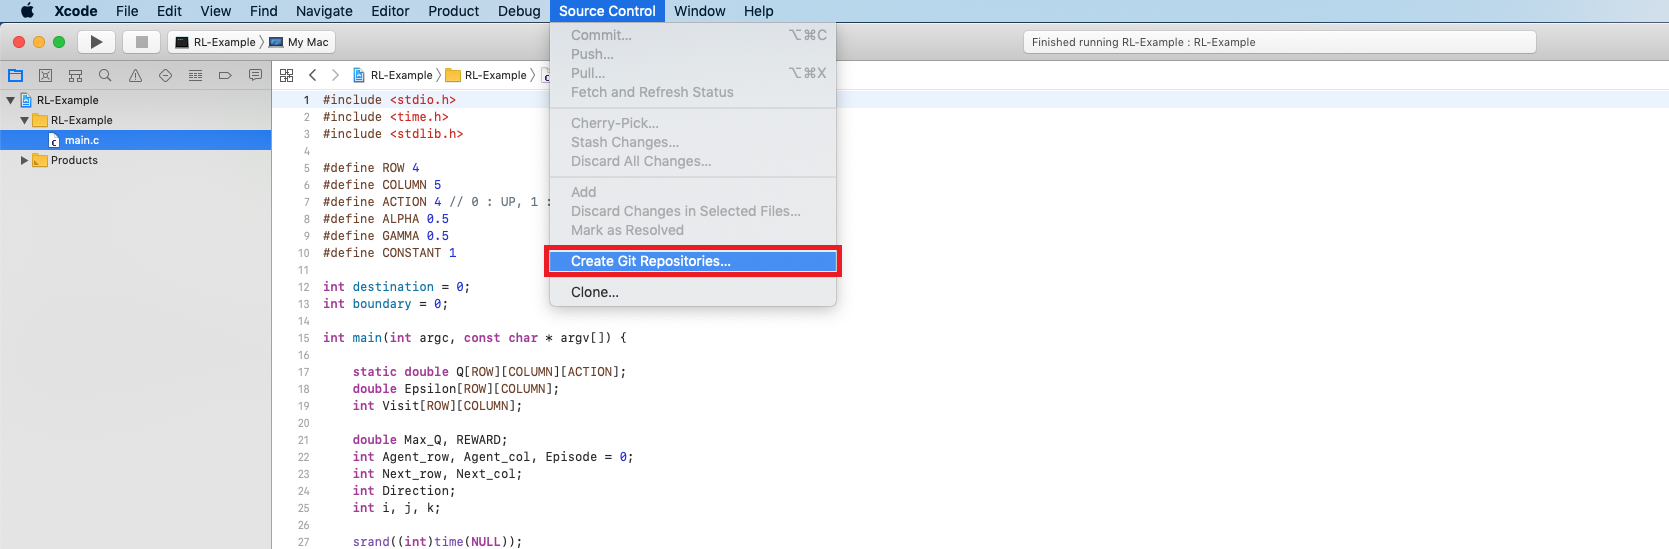 Xcode File Edit View Find Navigate Editor Product Debug Source Control Window Help
RL-Example My Mac
Finished running RL-Example : RL-Example
RL-Example
RL-Example
main.c
Products
RL-Example RL-Example
Commit... ⌥⌘C
Push...
Pull... ⌥⌘X
Fetch and Refresh Status
Cherry-Pick...
Stash Changes...
Discard All Changes...
Add
Discard Changes in Selected Files...
Mark as Resolved
Create Git Repositories...
Clone...
1 #include <stdio.h>
2 #include <time.h>
3 #include <stdlib.h>
4
5 #define ROW 4
6 #define COLUMN 5
7 #define ACTION 4 // 0 : UP, 1 :
8 #define ALPHA 0.5
9 #define GAMMA 0.5
10 #define CONSTANT 1
11
12 int destination = 0;
13 int boundary = 0;
14
15 int main(int argc, const char * argv[]) {
16
17 static double Q[ROW][COLUMN][ACTION];
18 double Epsilon[ROW][COLUMN];
19 int Visit[ROW][COLUMN];
20
21 double Max_Q, REWARD;
22 int Agent_row, Agent_col, Episode = 0;
23 int Next_row, Next_col;
24 int Direction;
25 int i, j, k;
26
27 srand((int)time(NULL));